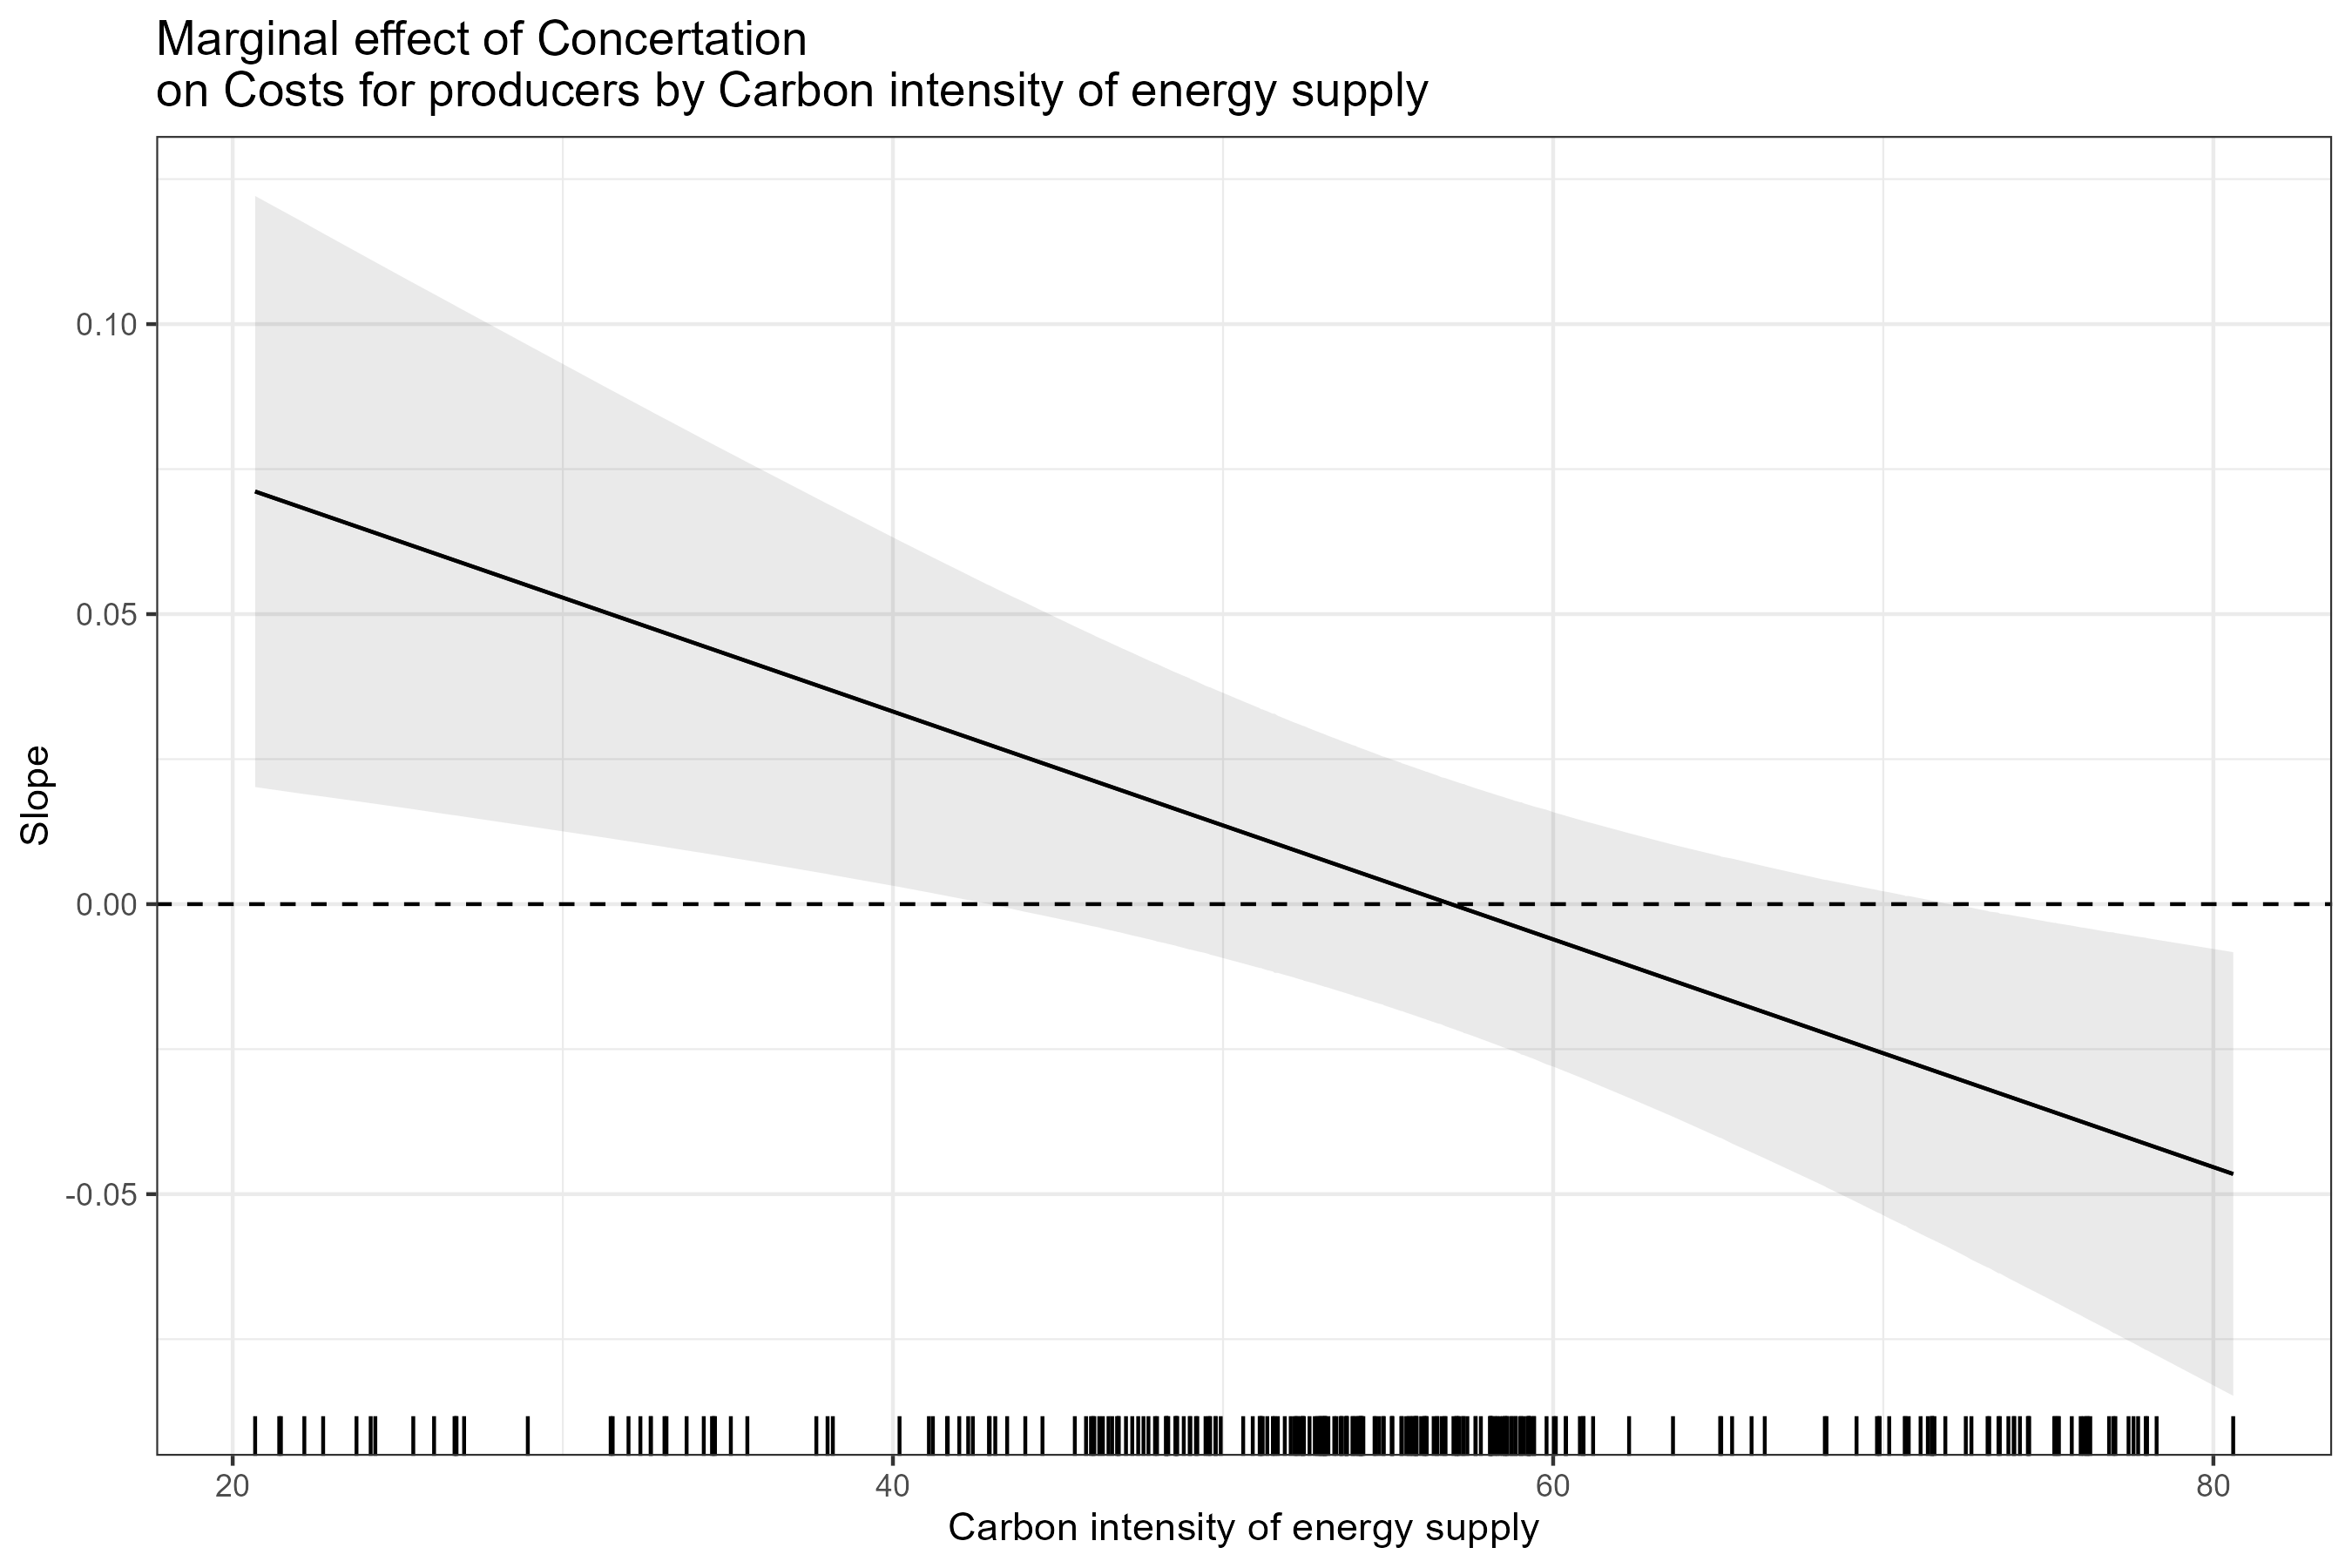 Marginal effect of Concertation
on Costs for producers by Carbon intensity of energy supply
0.10
0.05
0.00
-0.05
Slope
20
40
60
80
Carbon intensity of energy supply